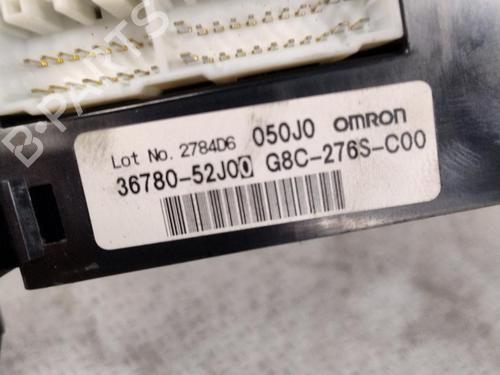 Lot No. 2784D6 050J0 OMRON
36780-52J00 G8C-276S-C00
B-PARTS